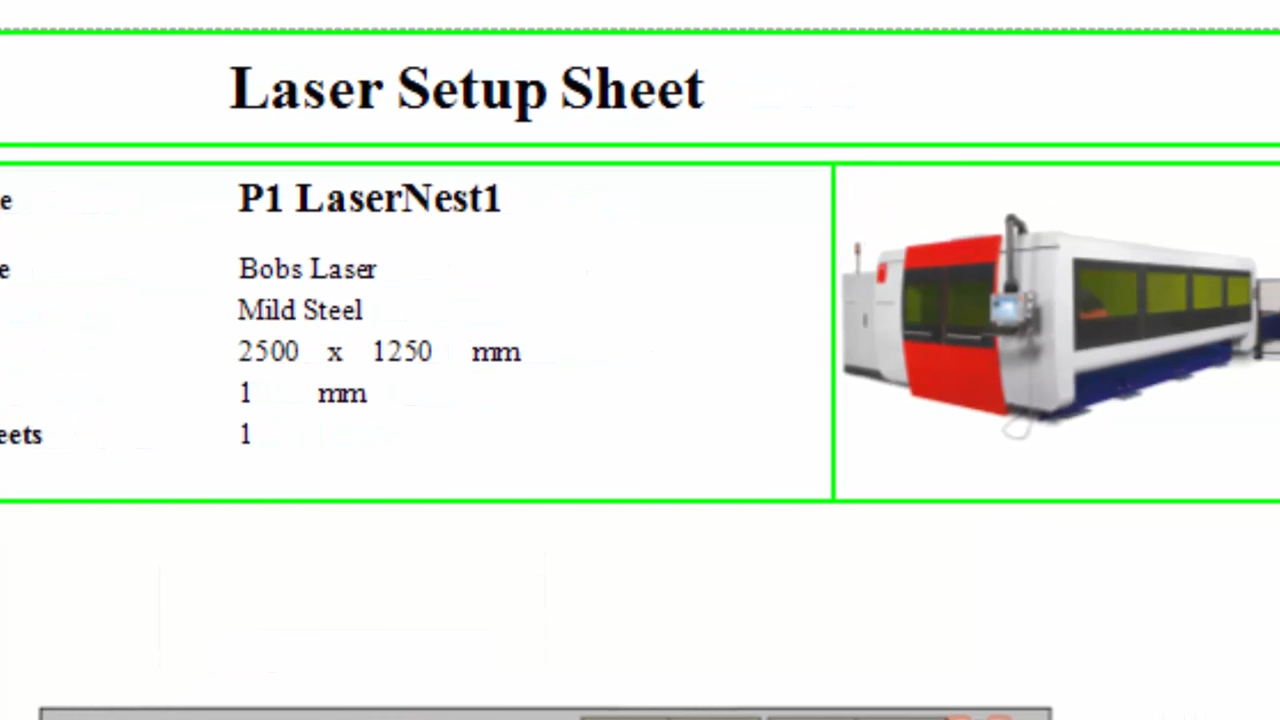 Laser Setup Sheet
e P1 LaserNest1
e Bobs Laser
Mild Steel
2500 x 1250 mm
1 mm
eets 1